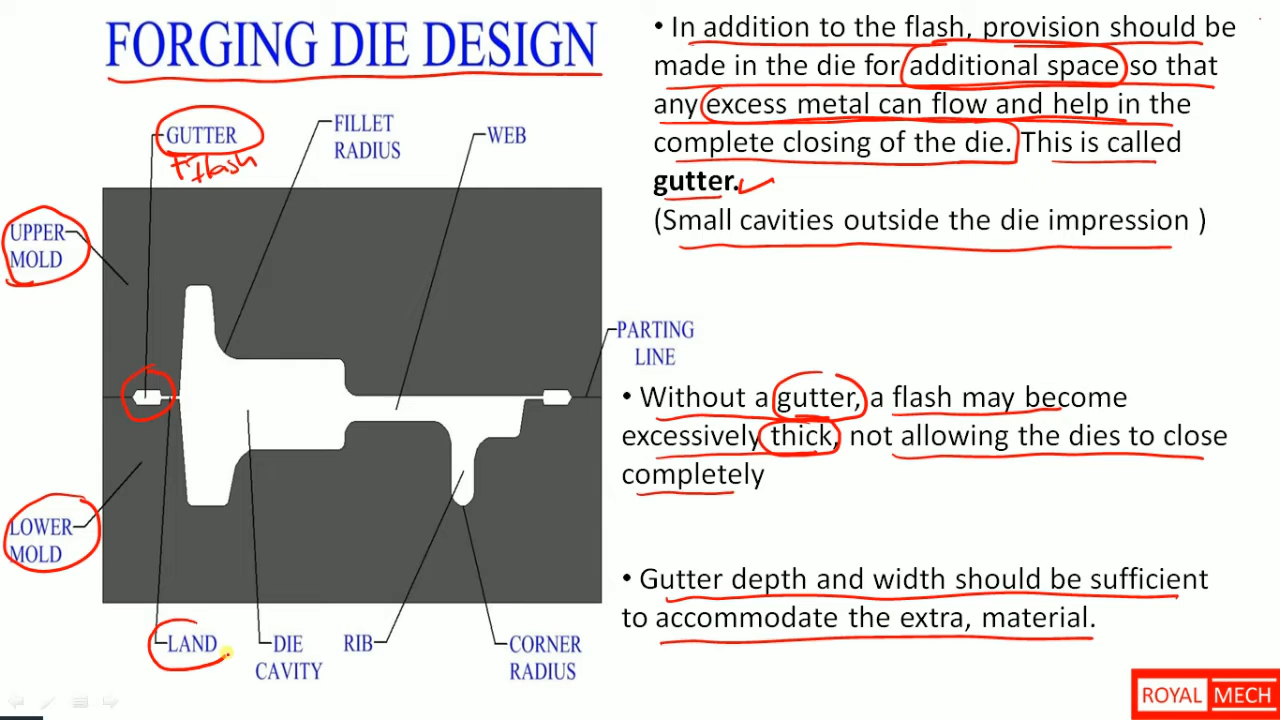 FORGING DIE DESIGN
GUTTER
+ flash
FILLET
RADIUS
WEB
UPPER
MOLD
PARTING
LINE
LOWER
MOLD
LAND
DIE
CAVITY
RIB
CORNER
RADIUS
• In addition to the flash, provision should be
made in the die for additional space so that
any excess metal can flow and help in the
complete closing of the die. This is called
gutter.
(Small cavities outside the die impression )
• Without a gutter, a flash may become
excessively thick, not allowing the dies to close
completely
• Gutter depth and width should be sufficient
to accommodate the extra, material.
ROYAL MECH